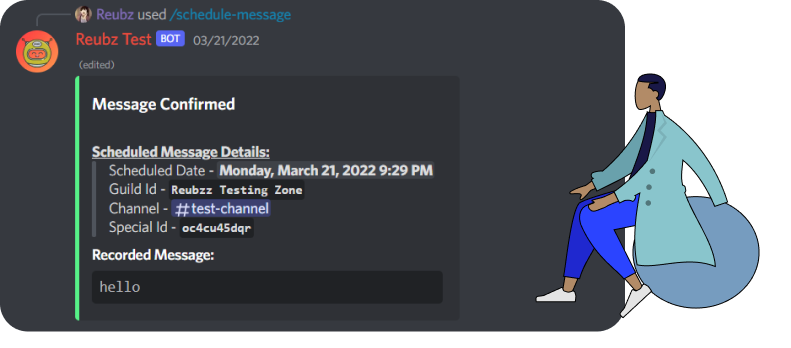 Reubz used /schedule-message
Reubz Test BOT 03/21/2022
(edited)
Message Confirmed
Scheduled Message Details:
Scheduled Date - Monday, March 21, 2022 9:29 PM
Guild Id - Reubzz Testing Zone
Channel - #test-channel
Special Id - oc4cu45dqr
Recorded Message:
hello